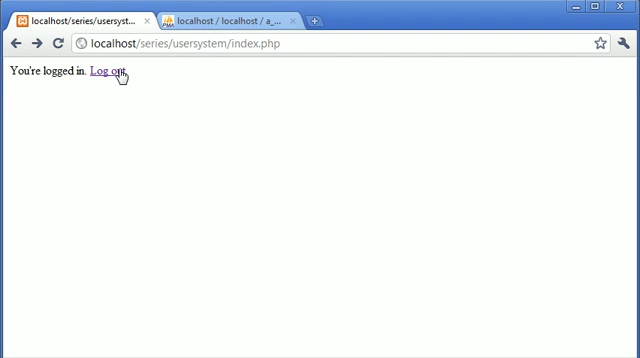 localhost/series/usersyst...
localhost / localhost / a_...
localhost/series/usersystem/index.php
You're logged in. Log out